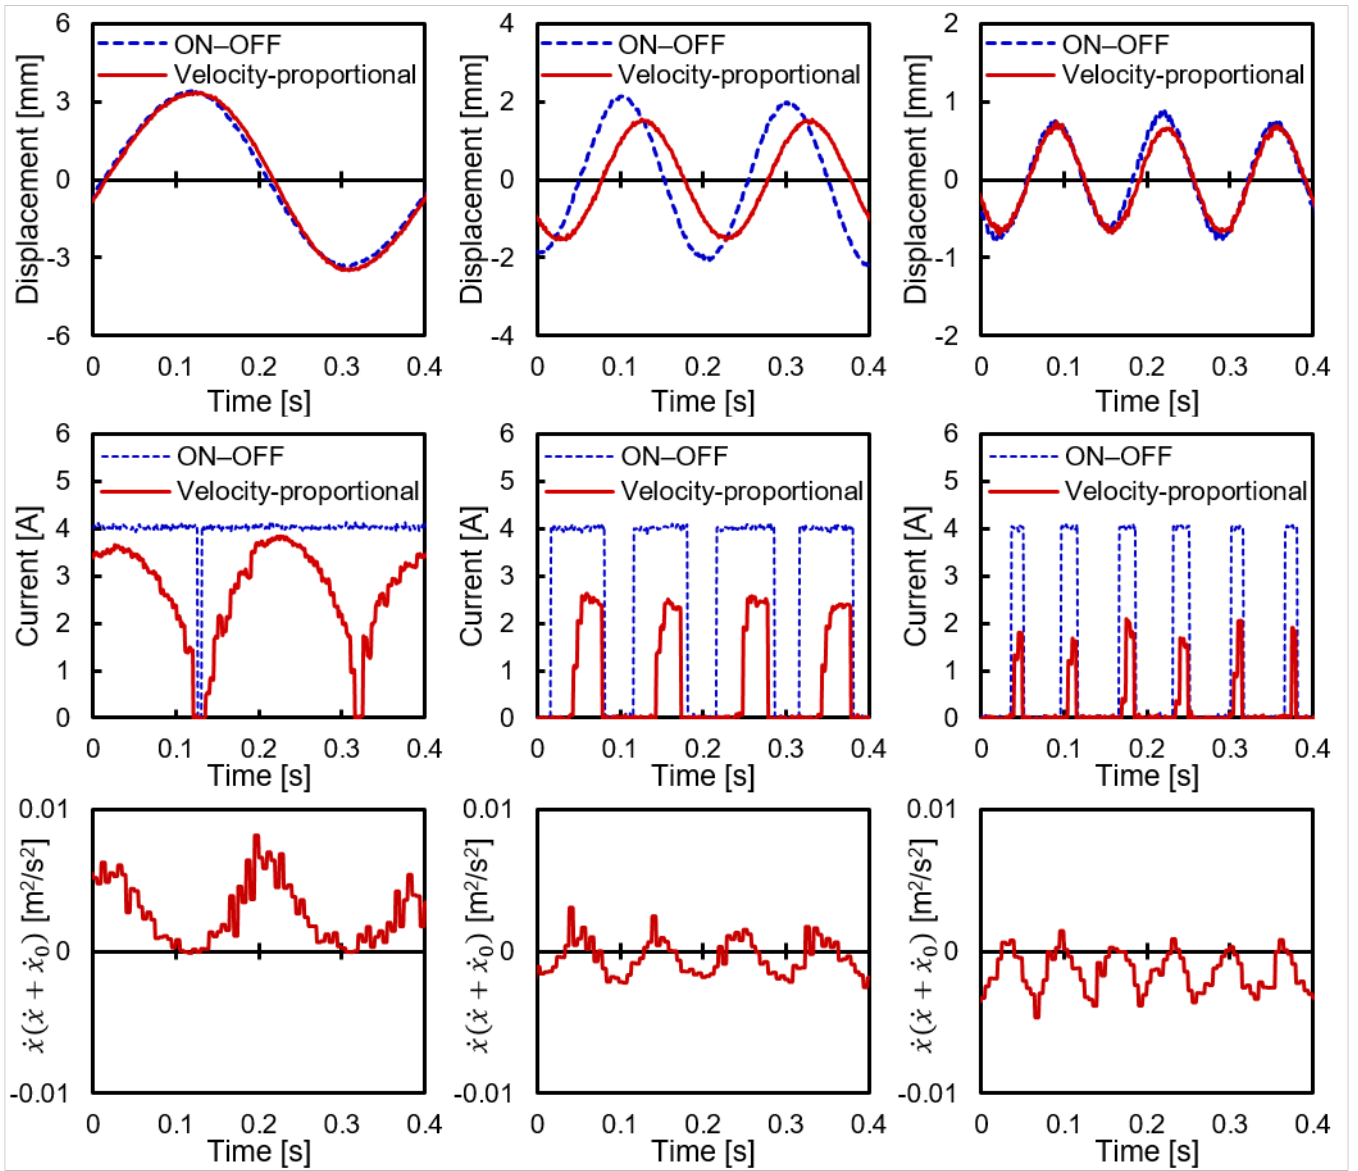 6
3
0
-3
-6
Displacement [mm]
ON–OFF
Velocity-proportional
0 0.1 0.2 0.3 0.4
Time [s]
4
2
0
-2
-4
Displacement [mm]
ON–OFF
Velocity-proportional
0 0.1 0.2 0.3 0.4
Time [s]
2
1
0
-1
-2
Displacement [mm]
ON–OFF
Velocity-proportional
0 0.1 0.2 0.3 0.4
Time [s]
6
5
4
3
2
1
0
Current [A]
ON–OFF
Velocity-proportional
0 0.1 0.2 0.3 0.4
Time [s]
6
5
4
3
2
1
0
Current [A]
ON–OFF
Velocity-proportional
0 0.1 0.2 0.3 0.4
Time [s]
6
5
4
3
2
1
0
Current [A]
ON–OFF
Velocity-proportional
0 0.1 0.2 0.3 0.4
Time [s]
0.01
0
-0.01
ẋ(ẋ + ẋ₀) [m²/s²]
0 0.1 0.2 0.3 0.4
Time [s]
0.01
0
-0.01
ẋ(ẋ + ẋ₀) [m²/s²]
0 0.1 0.2 0.3 0.4
Time [s]
0.01
0
-0.01
ẋ(ẋ + ẋ₀) [m²/s²]
0 0.1 0.2 0.3 0.4
Time [s]